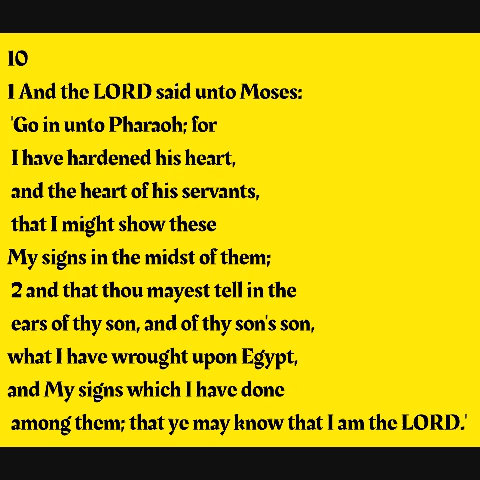 10
1 And the LORD said unto Moses:
'Go in unto Pharaoh; for
I have hardened his heart,
and the heart of his servants,
that I might show these
My signs in the midst of them;
2 and that thou mayest tell in the
ears of thy son, and of thy son's son,
what I have wrought upon Egypt,
and My signs which I have done
among them; that ye may know that I am the LORD.'